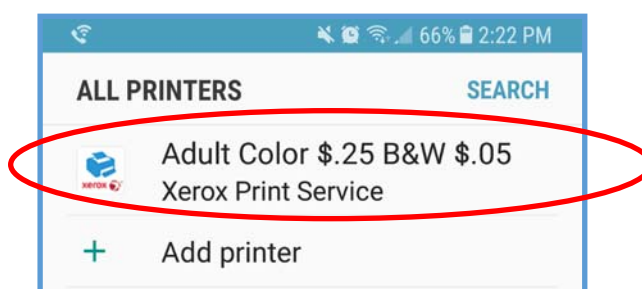 66% 2:22 PM
ALL PRINTERS SEARCH
Adult Color $.25 B&W $.05
xerox
Xerox Print Service
+ Add printer